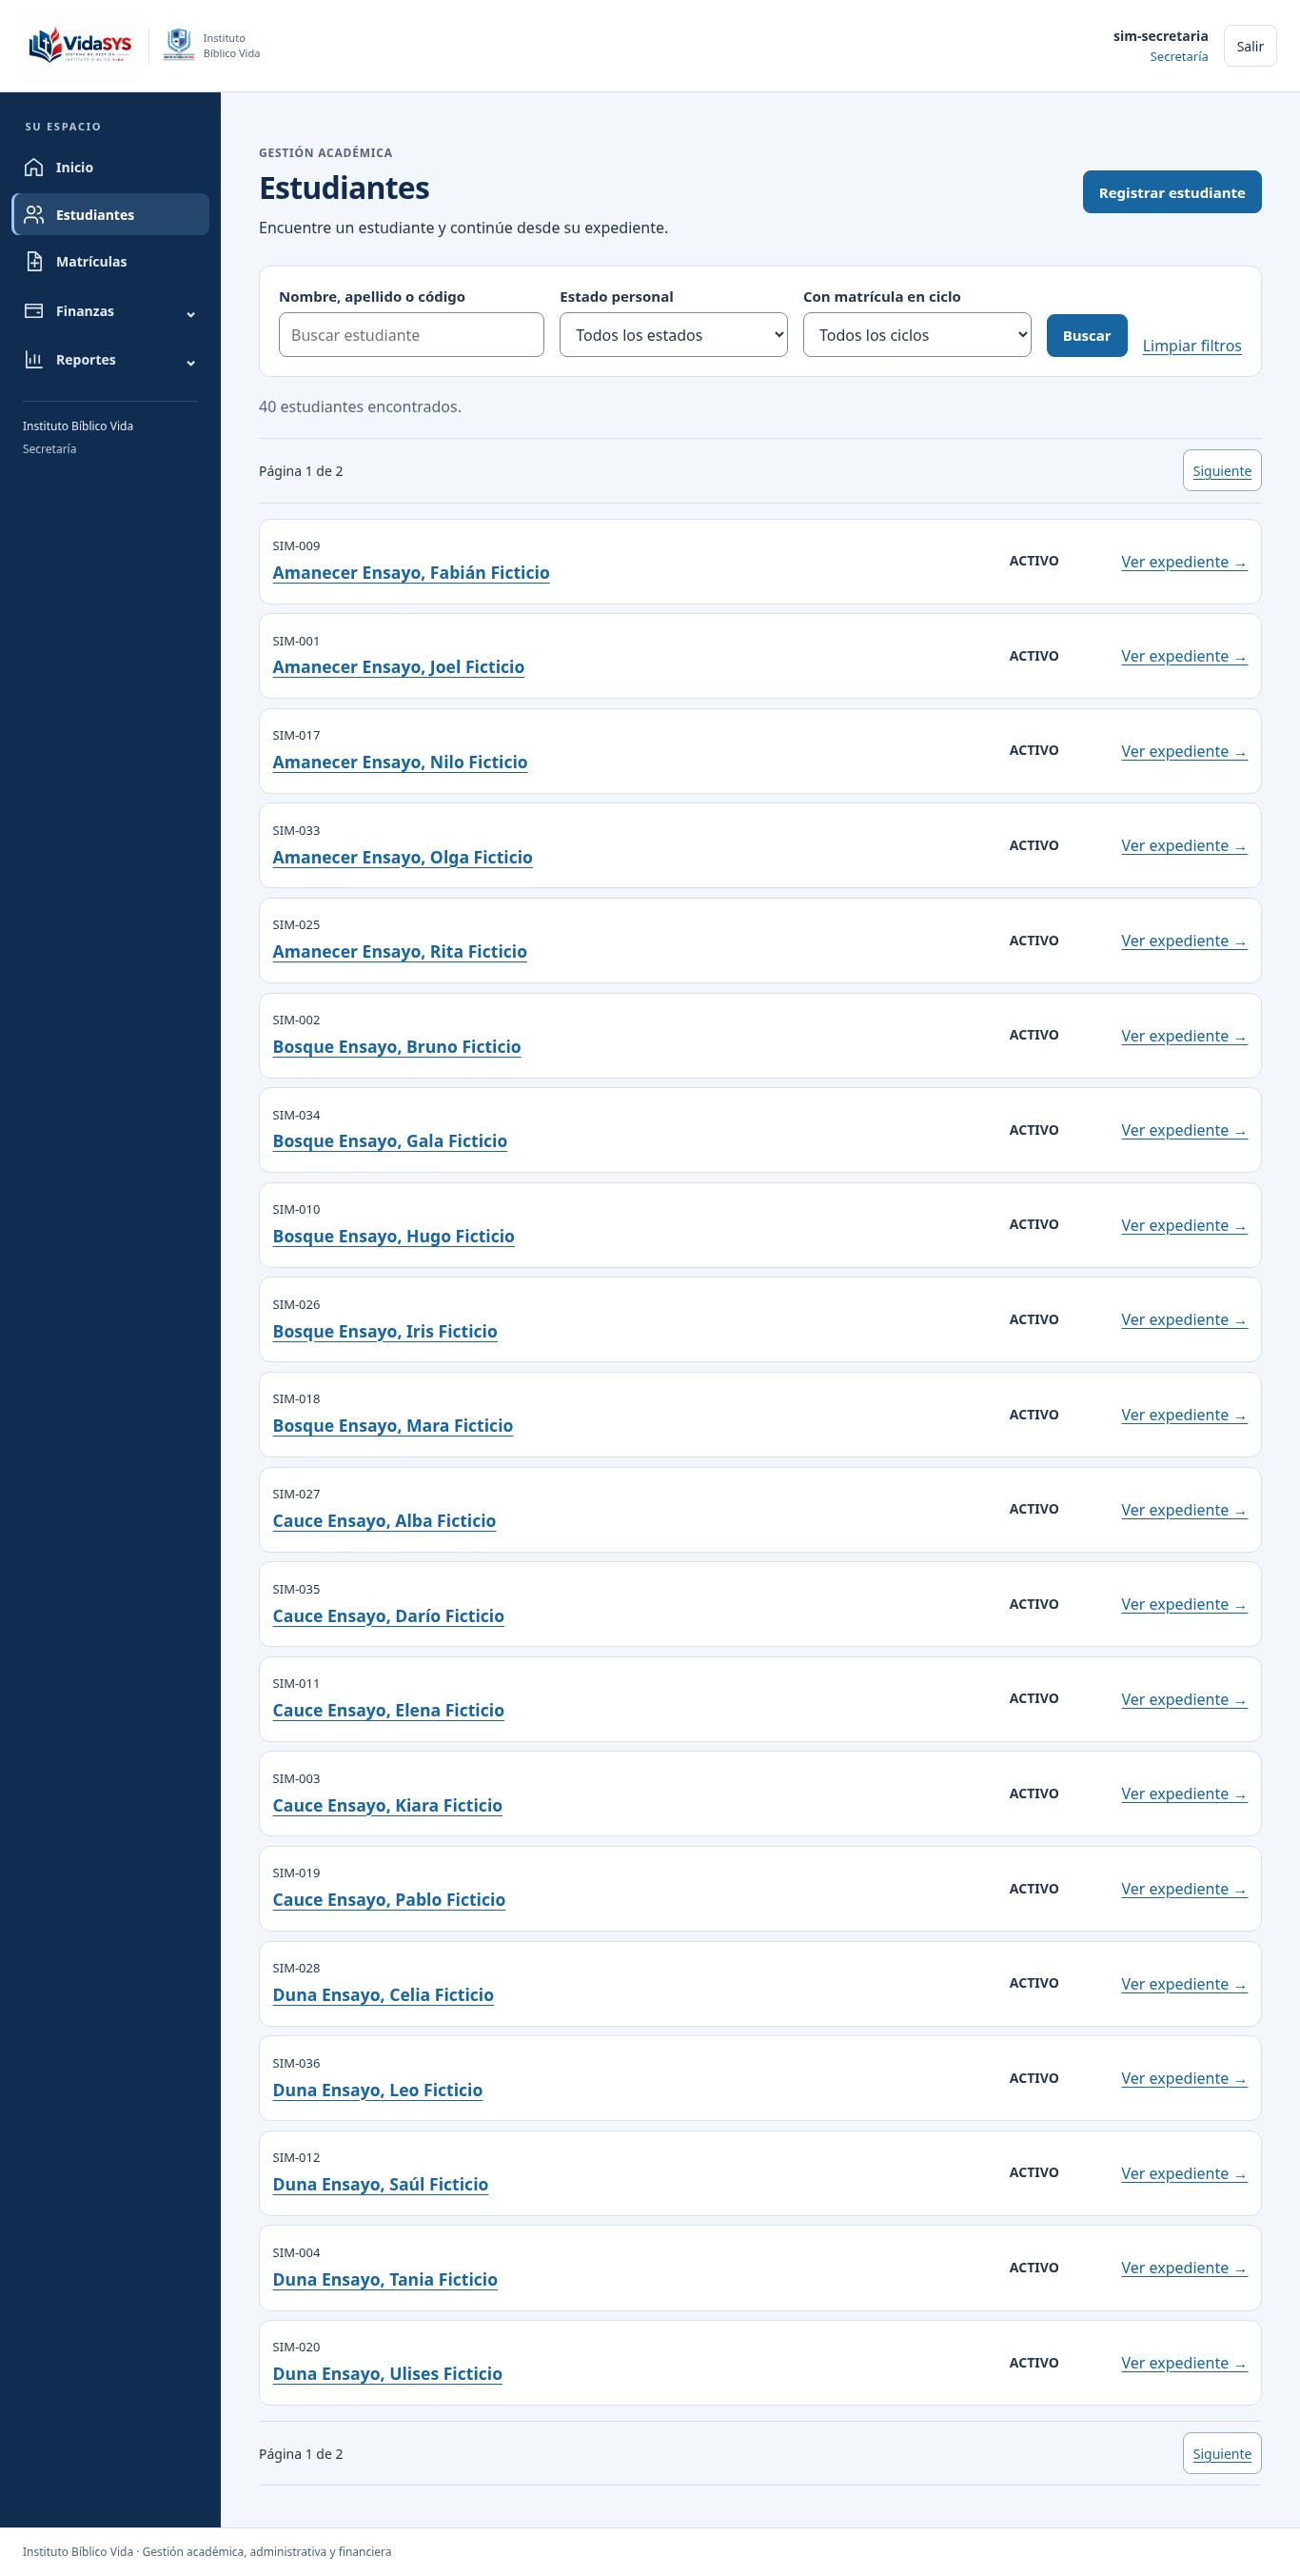 VidaSYS
SISTEMA DE GESTIÓN
INSTITUTO BÍBLICO VIDA
Instituto
Bíblico Vida
sim-secretaria
Secretaría
Salir
SU ESPACIO
Inicio
Estudiantes
Matrículas
Finanzas
Reportes
Instituto Bíblico Vida
Secretaría
GESTIÓN ACADÉMICA
Estudiantes
Registrar estudiante
Encuentre un estudiante y continúe desde su expediente.
Nombre, apellido o código
Estado personal
Con matrícula en ciclo
Buscar estudiante
Todos los estados
Todos los ciclos
Buscar
Limpiar filtros
40 estudiantes encontrados.
Página 1 de 2
Siguiente
SIM-009
Amanecer Ensayo, Fabián Ficticio
ACTIVO
Ver expediente →
SIM-001
Amanecer Ensayo, Joel Ficticio
ACTIVO
Ver expediente →
SIM-017
Amanecer Ensayo, Nilo Ficticio
ACTIVO
Ver expediente →
SIM-033
Amanecer Ensayo, Olga Ficticio
ACTIVO
Ver expediente →
SIM-025
Amanecer Ensayo, Rita Ficticio
ACTIVO
Ver expediente →
SIM-002
Bosque Ensayo, Bruno Ficticio
ACTIVO
Ver expediente →
SIM-034
Bosque Ensayo, Gala Ficticio
ACTIVO
Ver expediente →
SIM-010
Bosque Ensayo, Hugo Ficticio
ACTIVO
Ver expediente →
SIM-026
Bosque Ensayo, Iris Ficticio
ACTIVO
Ver expediente →
SIM-018
Bosque Ensayo, Mara Ficticio
ACTIVO
Ver expediente →
SIM-027
Cauce Ensayo, Alba Ficticio
ACTIVO
Ver expediente →
SIM-035
Cauce Ensayo, Darío Ficticio
ACTIVO
Ver expediente →
SIM-011
Cauce Ensayo, Elena Ficticio
ACTIVO
Ver expediente →
SIM-003
Cauce Ensayo, Kiara Ficticio
ACTIVO
Ver expediente →
SIM-019
Cauce Ensayo, Pablo Ficticio
ACTIVO
Ver expediente →
SIM-028
Duna Ensayo, Celia Ficticio
ACTIVO
Ver expediente →
SIM-036
Duna Ensayo, Leo Ficticio
ACTIVO
Ver expediente →
SIM-012
Duna Ensayo, Saúl Ficticio
ACTIVO
Ver expediente →
SIM-004
Duna Ensayo, Tania Ficticio
ACTIVO
Ver expediente →
SIM-020
Duna Ensayo, Ulises Ficticio
ACTIVO
Ver expediente →
Página 1 de 2
Siguiente
Instituto Bíblico Vida · Gestión académica, administrativa y financiera